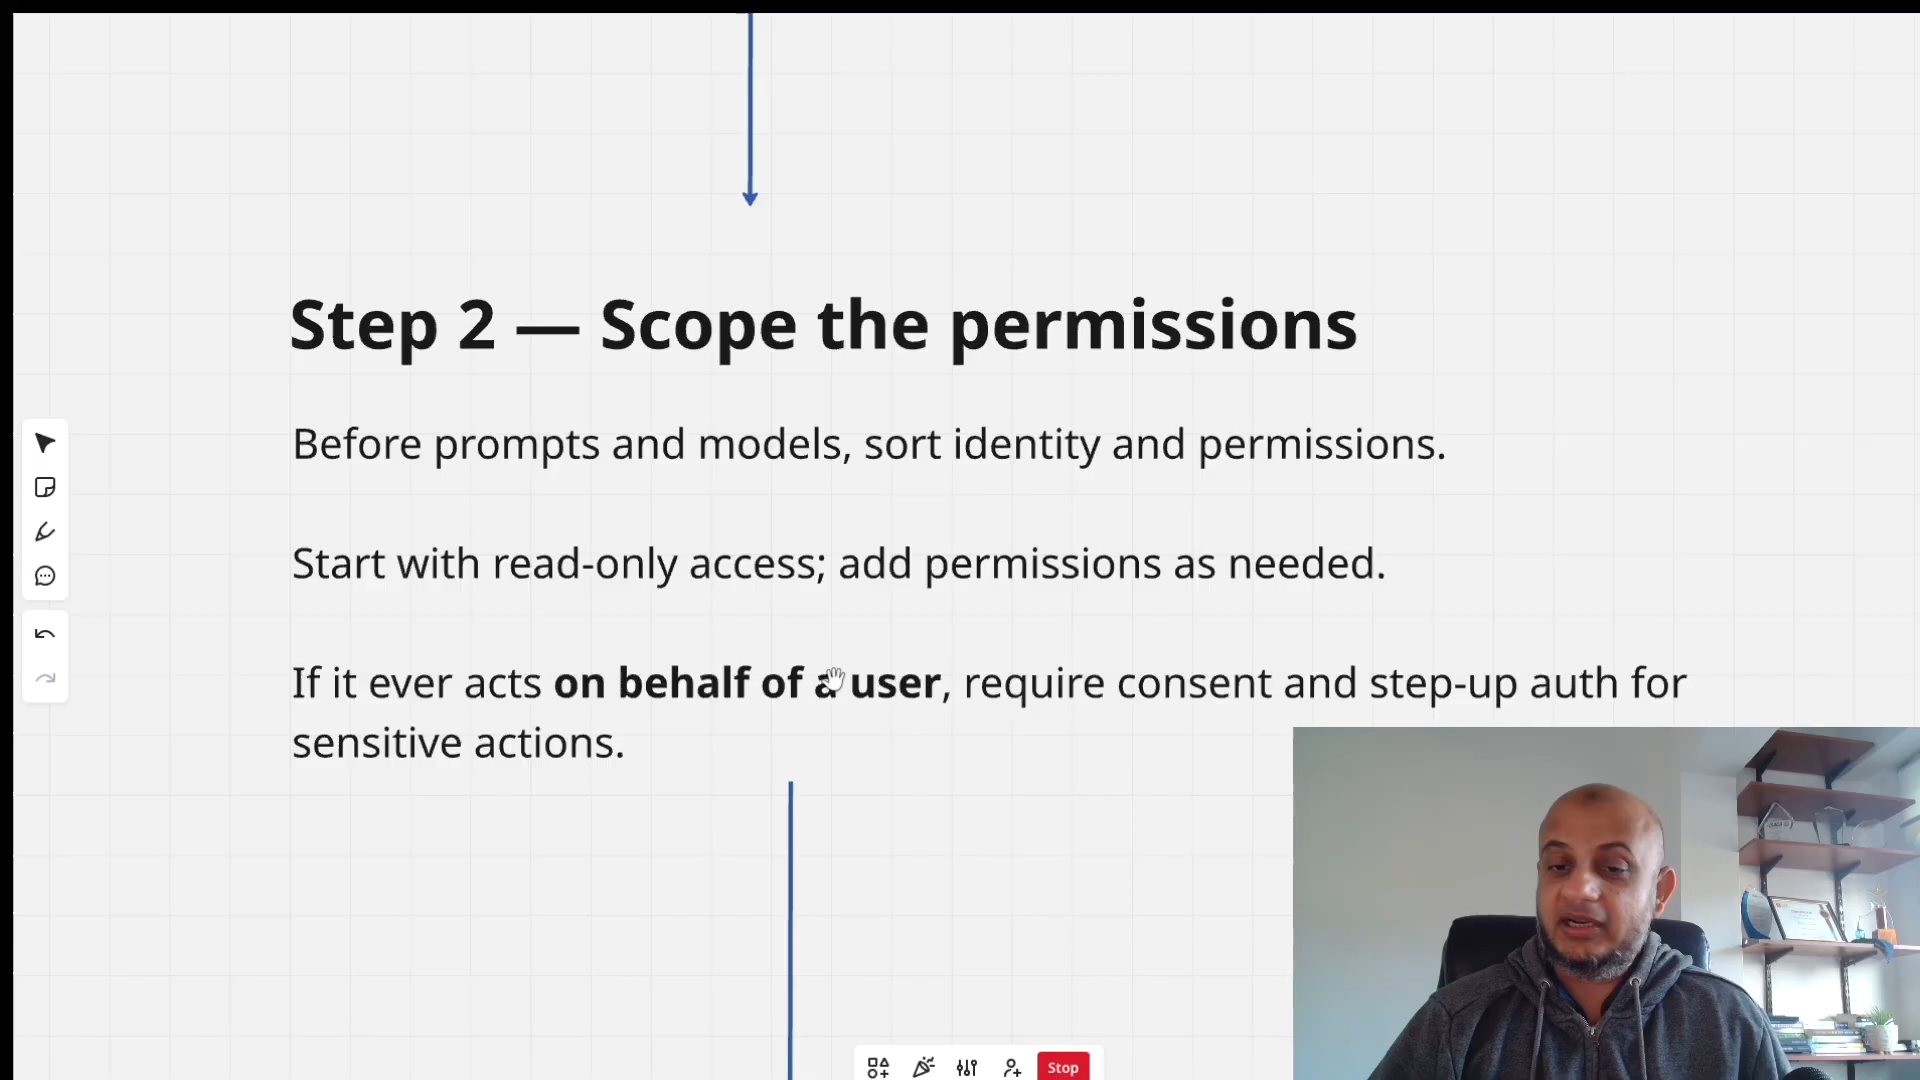 Step 2 — Scope the permissions
Before prompts and models, sort identity and permissions.
Start with read-only access; add permissions as needed.
If it ever acts on behalf of a user, require consent and step-up auth for
sensitive actions.
Stop